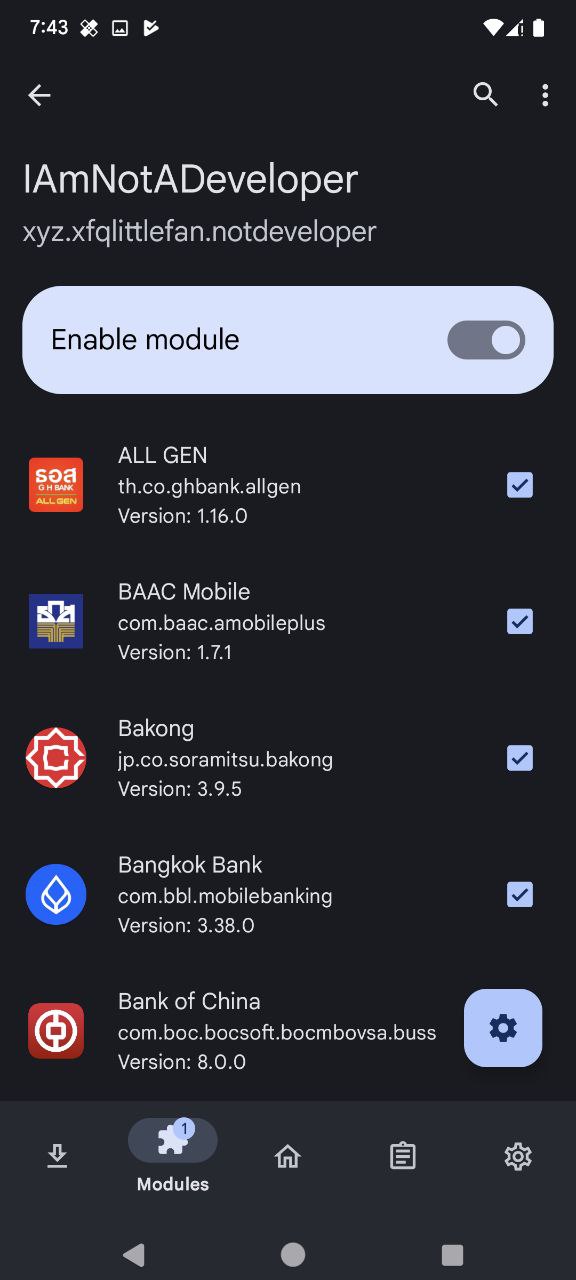 7:43
IAmNotADeveloper
xyz.xfqlittlefan.notdeveloper
Enable module
ธอส
G H BANK
ALL GEN
ALL GEN
th.co.ghbank.allgen
Version: 1.16.0
BAAC Mobile
com.baac.amobileplus
Version: 1.7.1
Bakong
jp.co.soramitsu.bakong
Version: 3.9.5
Bangkok Bank
com.bbl.mobilebanking
Version: 3.38.0
Bank of China
com.boc.bocsoft.bocmbovsa.buss
Version: 8.0.0
1
Modules